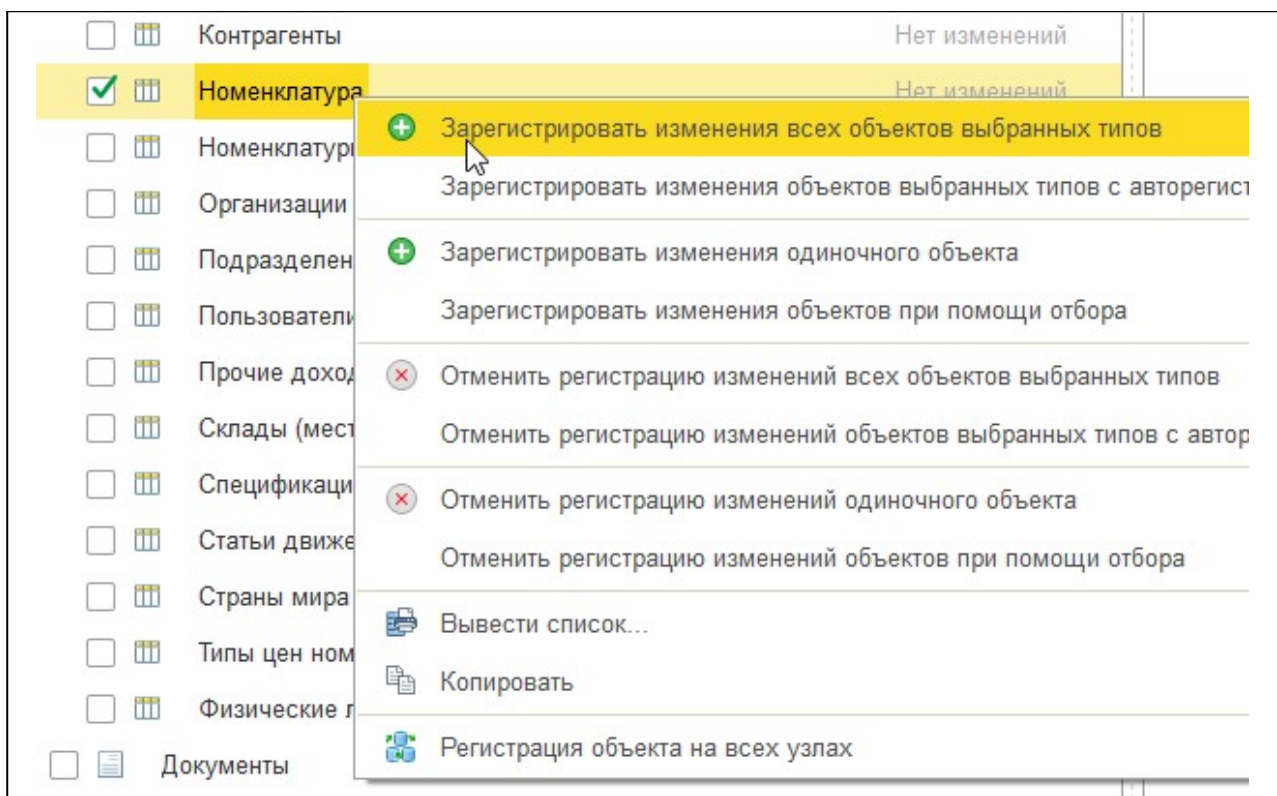 Контрагенты Нет изменений
Номенклатура Нет изменений
Зарегистрировать изменения всех объектов выбранных типов
Номенклатур
Зарегистрировать изменения объектов выбранных типов с авторегист
Организации
Подразделен Зарегистрировать изменения одиночного объекта
Пользователи Зарегистрировать изменения объектов при помощи отбора
Прочие доход Отменить регистрацию изменений всех объектов выбранных типов
Склады (мест Отменить регистрацию изменений объектов выбранных типов с автор
Спецификаци Отменить регистрацию изменений одиночного объекта
Статьи движе Отменить регистрацию изменений объектов при помощи отбора
Страны мира
Вывести список...
Типы цен ном
Копировать
Физические л
Регистрация объекта на всех узлах
Документы